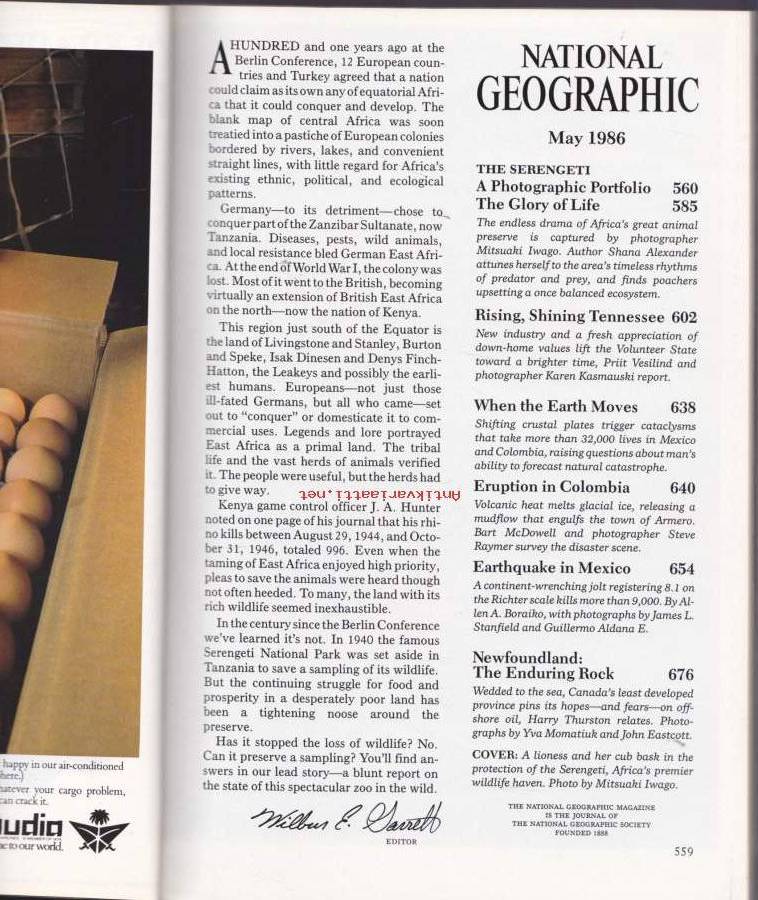 A HUNDRED and one years ago at the
Berlin Conference, 12 European coun-
tries and Turkey agreed that a nation
could claim as its own any of equatorial Afri-
ca that it could conquer and develop. The
blank map of central Africa was soon
treatied into a pastiche of European colonies
bordered by rivers, lakes, and convenient
straight lines, with little regard for Africa's
existing ethnic, political, and ecological
patterns.
Germany—to its detriment—chose to
conquer part of the Zanzibar Sultanate, now
Tanzania. Diseases, pests, wild animals,
and local resistance bled German East Afri-
ca. At the end of World War I, the colony was
lost. Most of it went to the British, becoming
virtually an extension of British East Africa
on the north—now the nation of Kenya.
This region just south of the Equator is
the land of Livingstone and Stanley, Burton
and Speke, Isak Dinesen and Denys Finch-
Hatton, the Leakeys and possibly the earli-
est humans. Europeans—not just those
ill-fated Germans, but all who came—set
out to "conquer" or domesticate it to com-
mercial uses. Legends and lore portrayed
East Africa as a primal land. The tribal
life and the vast herds of animals verified
it. The people were useful, but the herds had
to give way.
Antikvariaatti.net
Kenya game control officer J. A. Hunter
noted on one page of his journal that his rhi-
no kills between August 29, 1944, and Octo-
ber 31, 1946, totaled 996. Even when the
taming of East Africa enjoyed high priority,
pleas to save the animals were heard though
not often heeded. To many, the land with its
rich wildlife seemed inexhaustible.
In the century since the Berlin Conference
we've learned it's not. In 1940 the famous
Serengeti National Park was set aside in
Tanzania to save a sampling of its wildlife.
But the continuing struggle for food and
prosperity in a desperately poor land has
been a tightening noose around the
preserve.
Has it stopped the loss of wildlife? No.
Can it preserve a sampling? You'll find an-
swers in our lead story—a blunt report on
the state of this spectacular zoo in the wild.
Wilbur E. Garrett
EDITOR
NATIONAL
GEOGRAPHIC
May 1986
THE SERENGETI
A Photographic Portfolio 560
The Glory of Life 585
The endless drama of Africa's great animal
preserve is captured by photographer
Mitsuaki Iwago. Author Shana Alexander
attunes herself to the area's timeless rhythms
of predator and prey, and finds poachers
upsetting a once balanced ecosystem.
Rising, Shining Tennessee 602
New industry and a fresh appreciation of
down-home values lift the Volunteer State
toward a brighter time, Priit Vesilind and
photographer Karen Kasmauski report.
When the Earth Moves 638
Shifting crustal plates trigger cataclysms
that take more than 32,000 lives in Mexico
and Colombia, raising questions about man's
ability to forecast natural catastrophe.
Eruption in Colombia 640
Volcanic heat melts glacial ice, releasing a
mudflow that engulfs the town of Armero.
Bart McDowell and photographer Steve
Raymer survey the disaster scene.
Earthquake in Mexico 654
A continent-wrenching jolt registering 8.1 on
the Richter scale kills more than 9,000. By Al-
len A. Boraiko, with photographs by James L.
Stanfield and Guillermo Aldana E.
Newfoundland:
The Enduring Rock 676
Wedded to the sea, Canada's least developed
province pins its hopes—and fears—on off-
shore oil, Harry Thurston relates. Photo-
graphs by Yva Momatiuk and John Eastcott.
COVER: A lioness and her cub bask in the
protection of the Serengeti, Africa's premier
wildlife haven. Photo by Mitsuaki Iwago.
THE NATIONAL GEOGRAPHIC MAGAZINE
IS THE JOURNAL OF
THE NATIONAL GEOGRAPHIC SOCIETY
FOUNDED 1888
559
happy in our air-conditioned
here.)
atever your cargo problem,
can crack it.
udia
to our world.